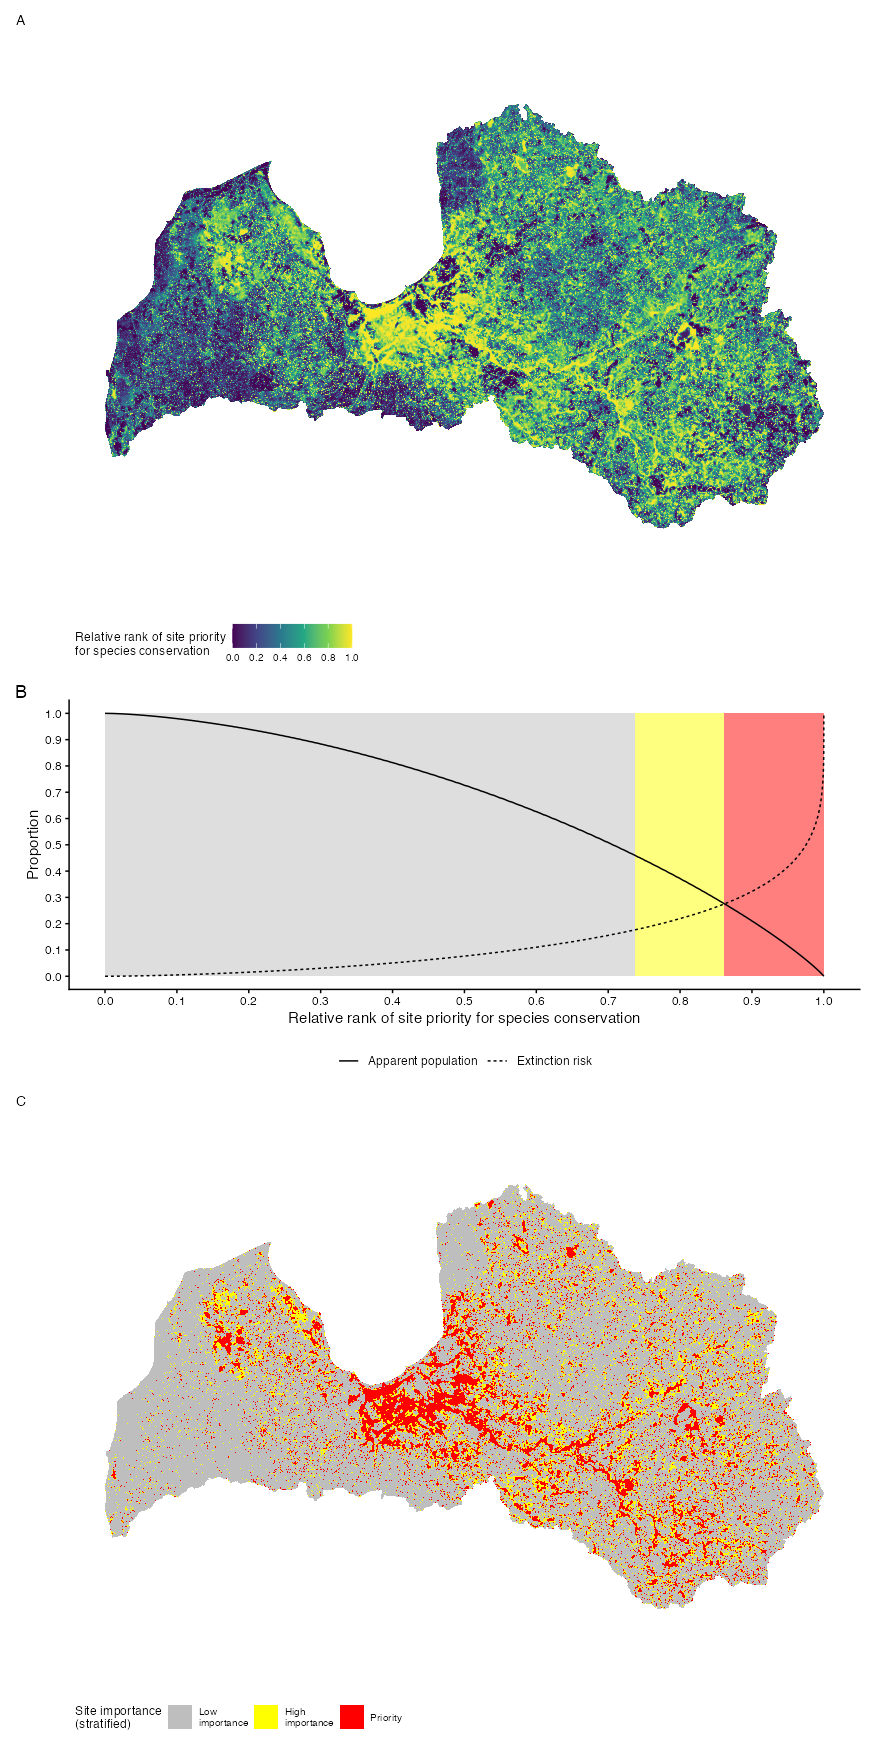 A
Relative rank of site priority
for species conservation
0.0 0.2 0.4 0.6 0.8 1.0
B
1.0
0.9
0.8
0.7
0.6
0.5
0.4
0.3
0.2
0.1
0.0
Proportion
0.0 0.1 0.2 0.3 0.4 0.5 0.6 0.7 0.8 0.9 1.0
Relative rank of site priority for species conservation
Apparent population Extinction risk
C
Site importance
(stratified)
Low
importance
High
importance
Priority